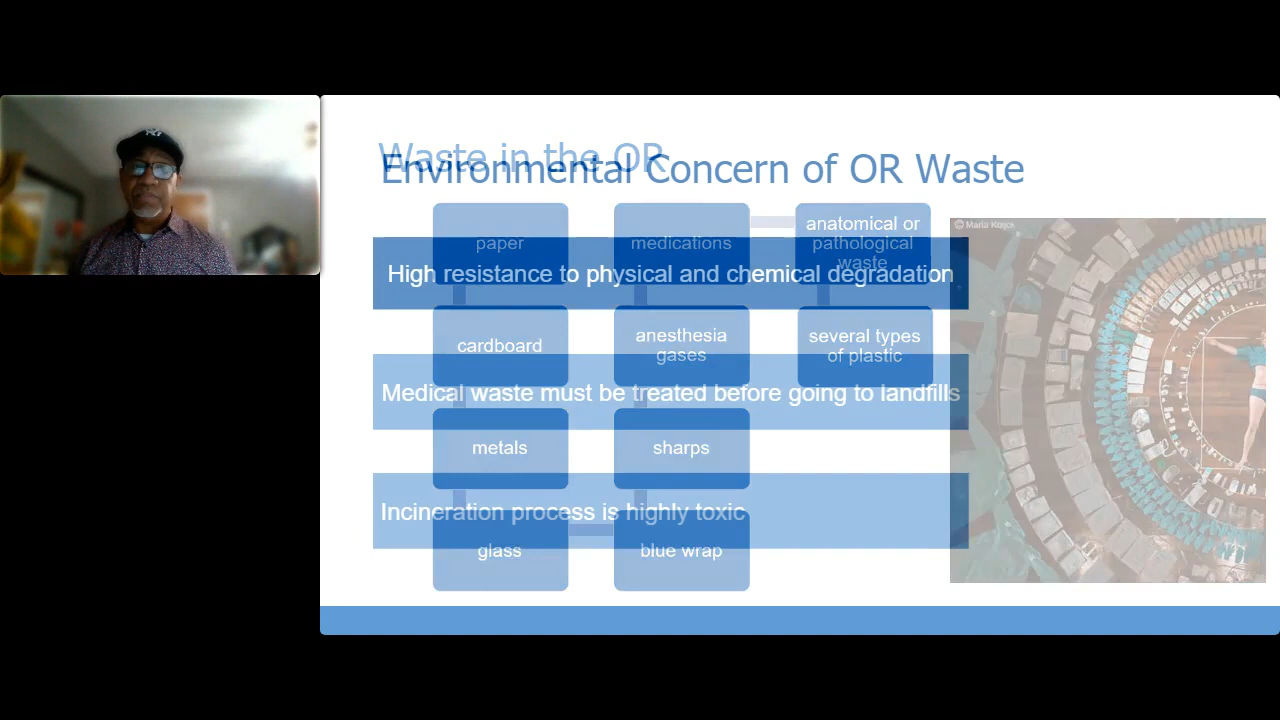 Waste in the OR
Environmental Concern of OR Waste
paper
medications
anatomical or
pathological
waste
High resistance to physical and chemical degradation
cardboard
anesthesia
gases
several types
of plastic
Medical waste must be treated before going to landfills
metals
sharps
Incineration process is highly toxic
glass
blue wrap
Maria Koijck
NY